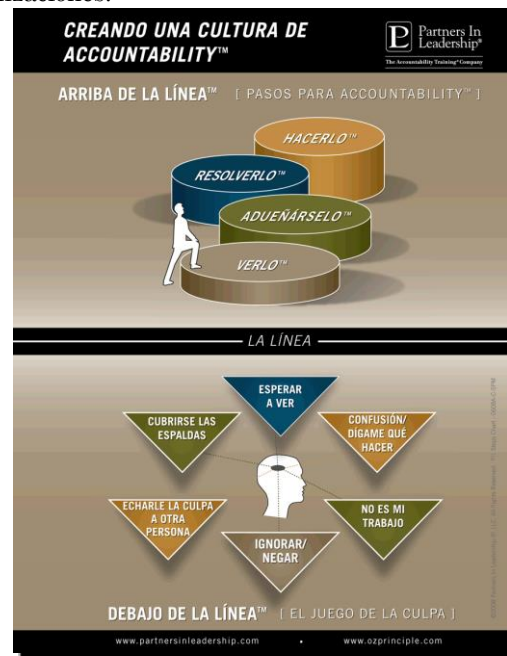 maciones.
CREANDO UNA CULTURA DE
ACCOUNTABILITY™
Partners In
Leadership®
The Accountability Training® Company
ARRIBA DE LA LÍNEA™ [ PASOS PARA ACCOUNTABILITY™ ]
HACERLO™
RESOLVERLO™
ADUEÑÁRSELO™
VERLO™
LA LÍNEA
ESPERAR
A VER
CUBRIRSE LAS
ESPALDAS
CONFUSIÓN/
DÍGAME QUÉ
HACER
ECHARLE LA CULPA
A OTRA
PERSONA
NO ES MI
TRABAJO
IGNORAR/
NEGAR
DEBAJO DE LA LÍNEA™ [ EL JUEGO DE LA CULPA ]
www.partnersinleadership.com • www.ozprinciple.com